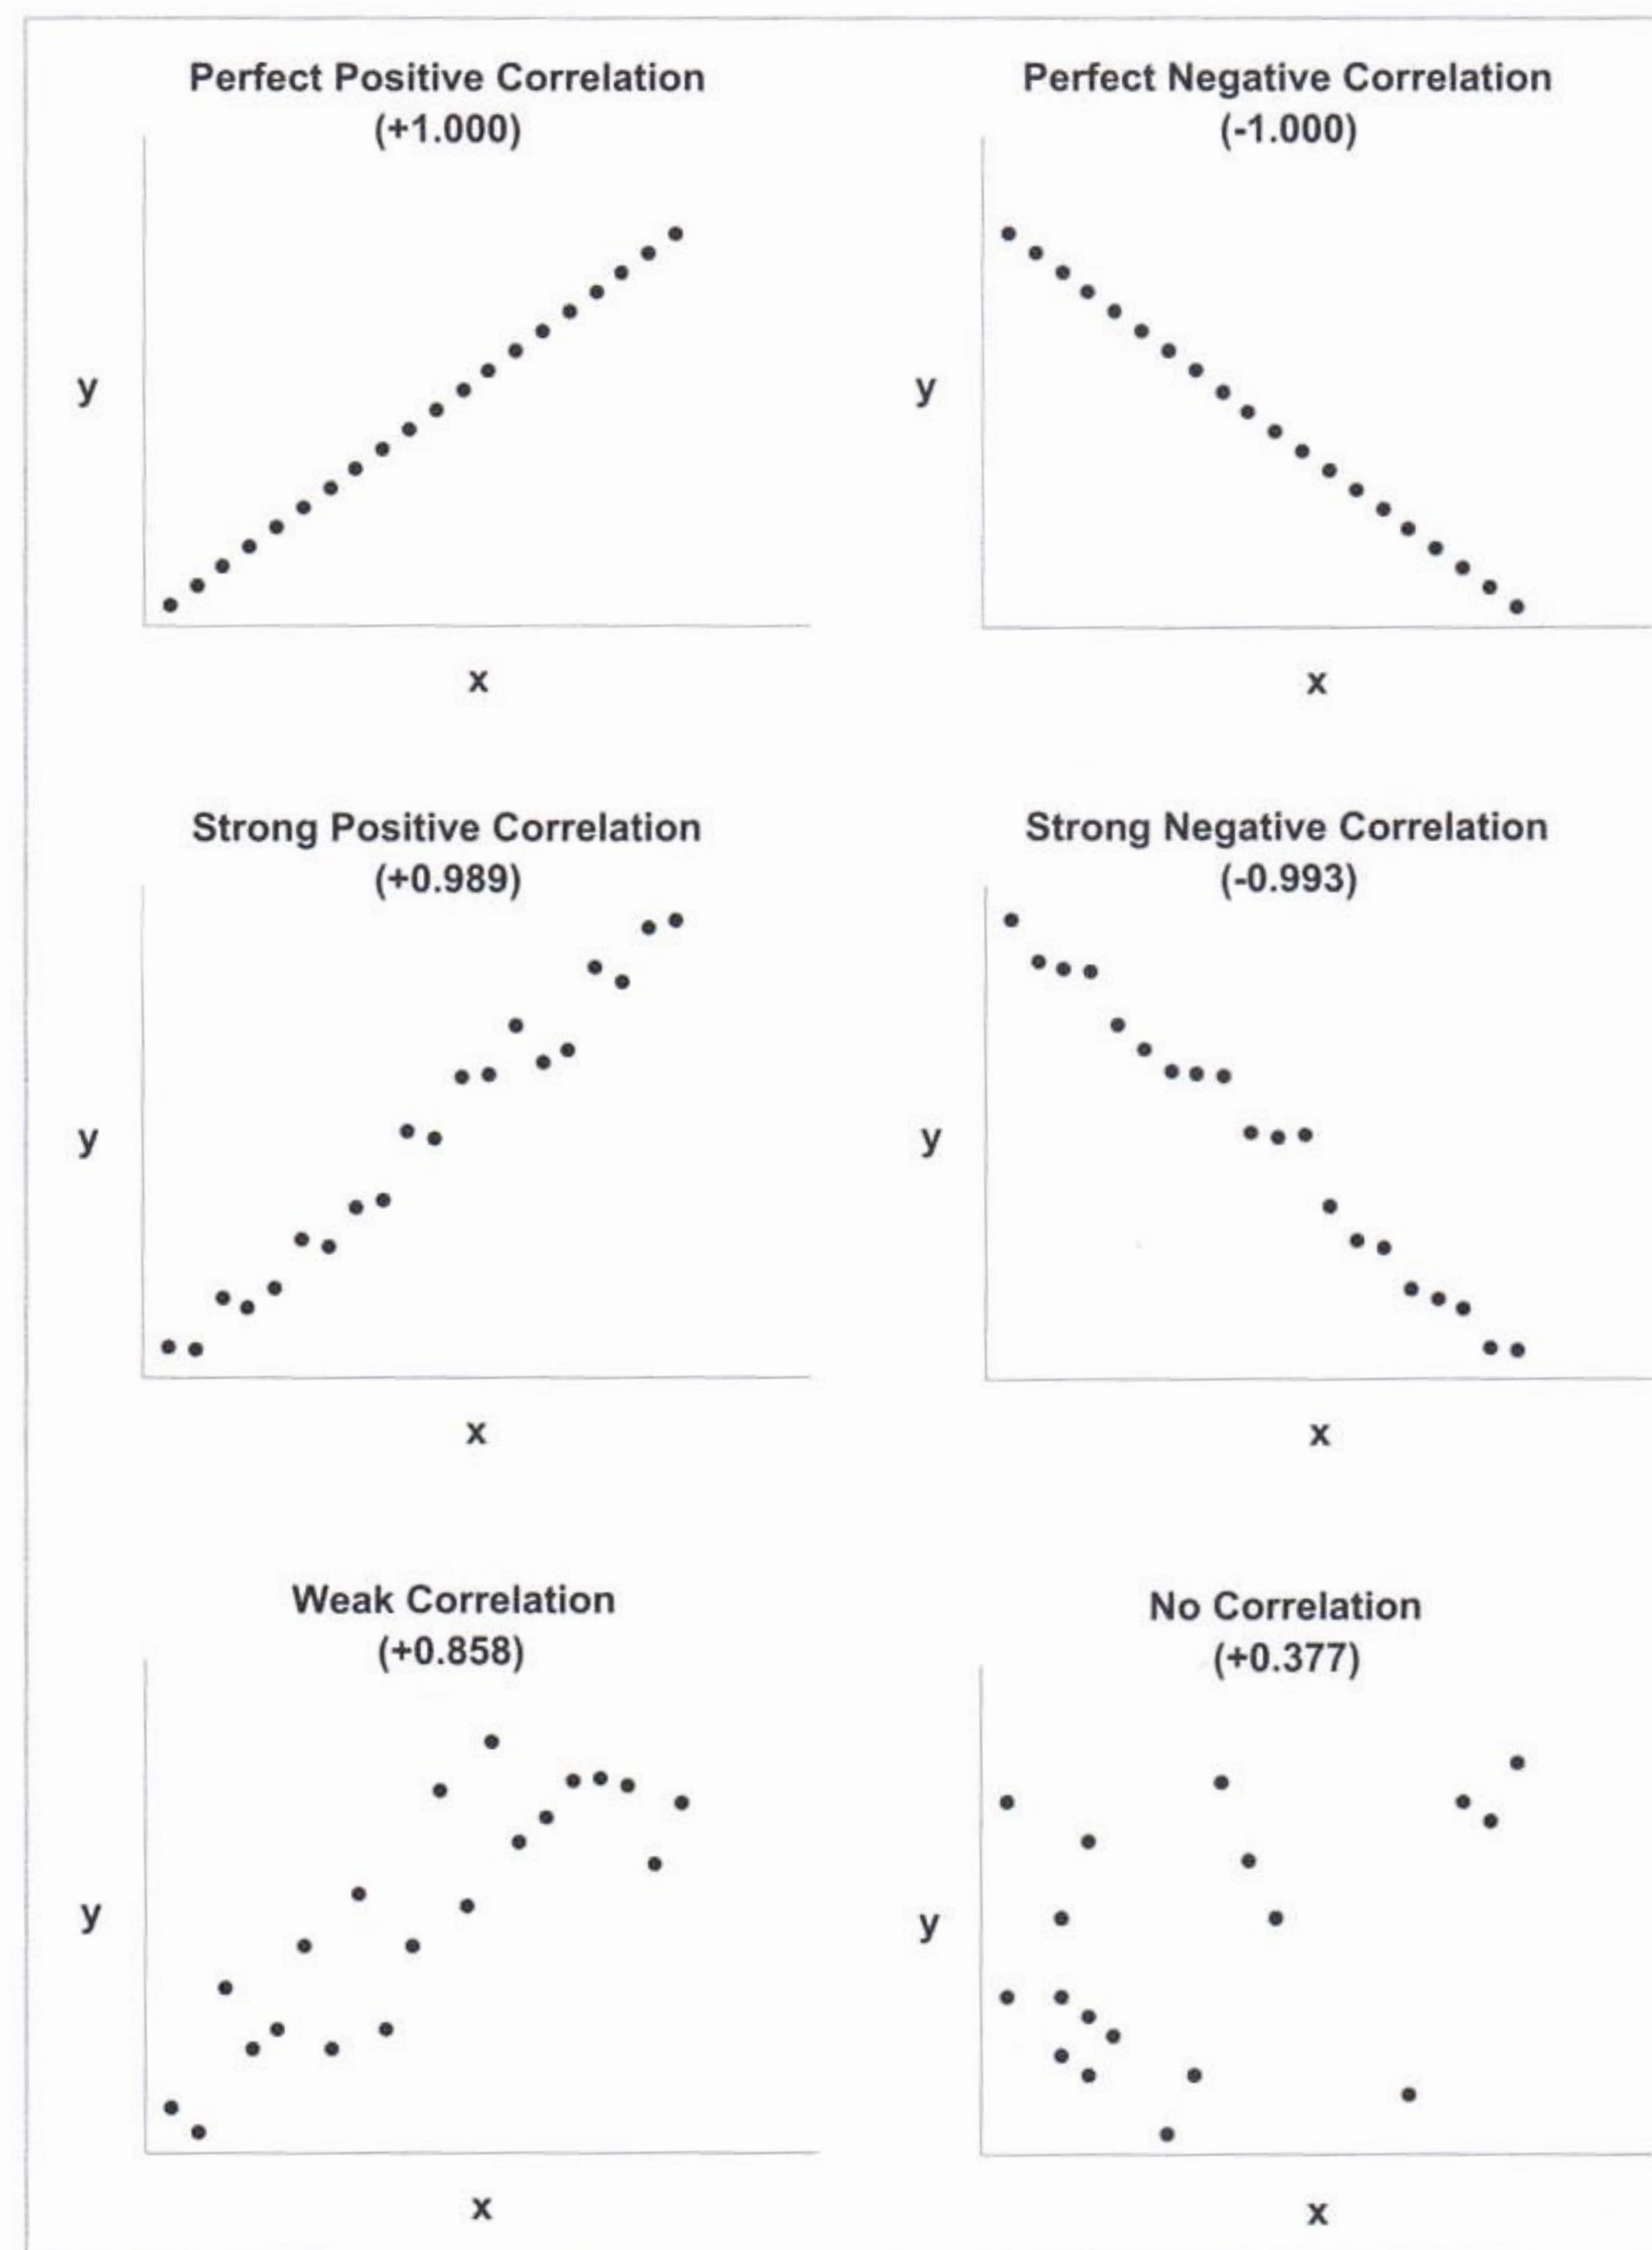 Perfect Positive Correlation
(+1.000)
y
x
Perfect Negative Correlation
(-1.000)
y
x
Strong Positive Correlation
(+0.989)
y
x
Strong Negative Correlation
(-0.993)
y
x
Weak Correlation
(+0.858)
y
x
No Correlation
(+0.377)
y
x